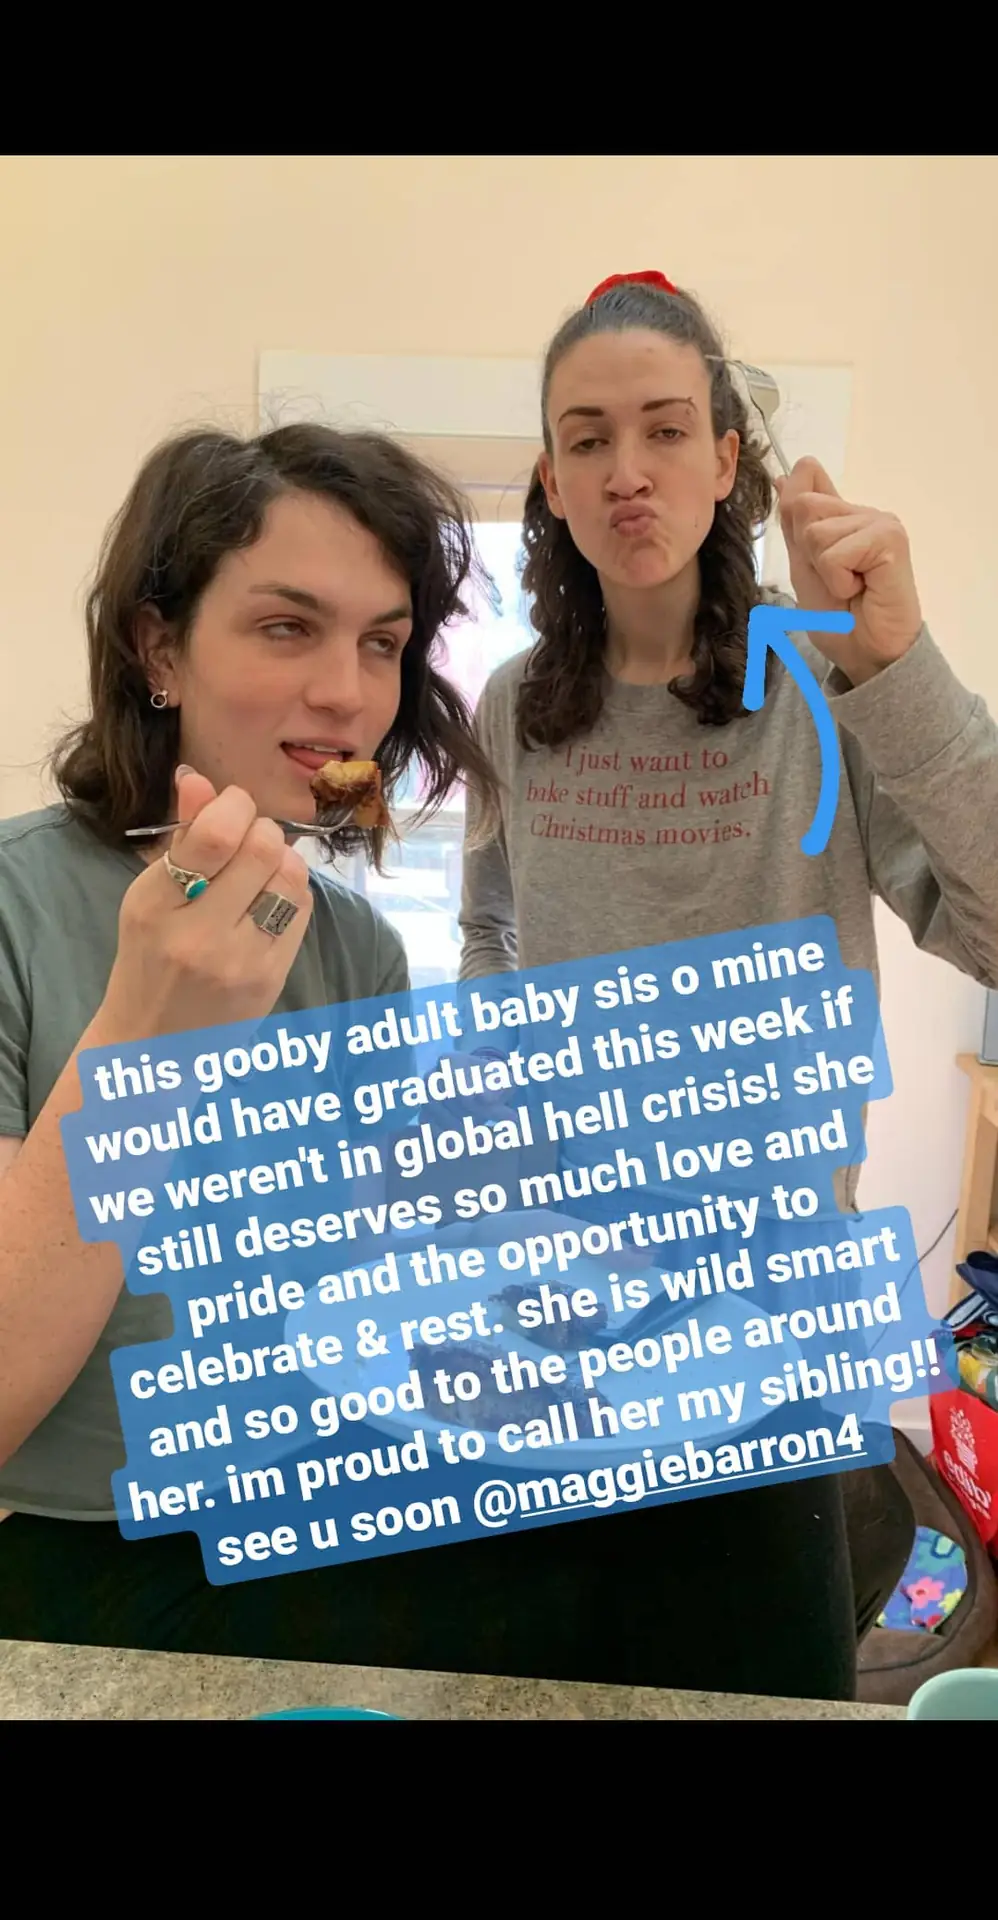 I just want to
bake stuff and watch
Christmas movies.
this gooby adult baby sis o mine
would have graduated this week if
we weren't in global hell crisis! she
still deserves so much love and
pride and the opportunity to
celebrate & rest. she is wild smart
and so good to the people around
her. im proud to call her my sibling!!
see u soon @maggiebarron4